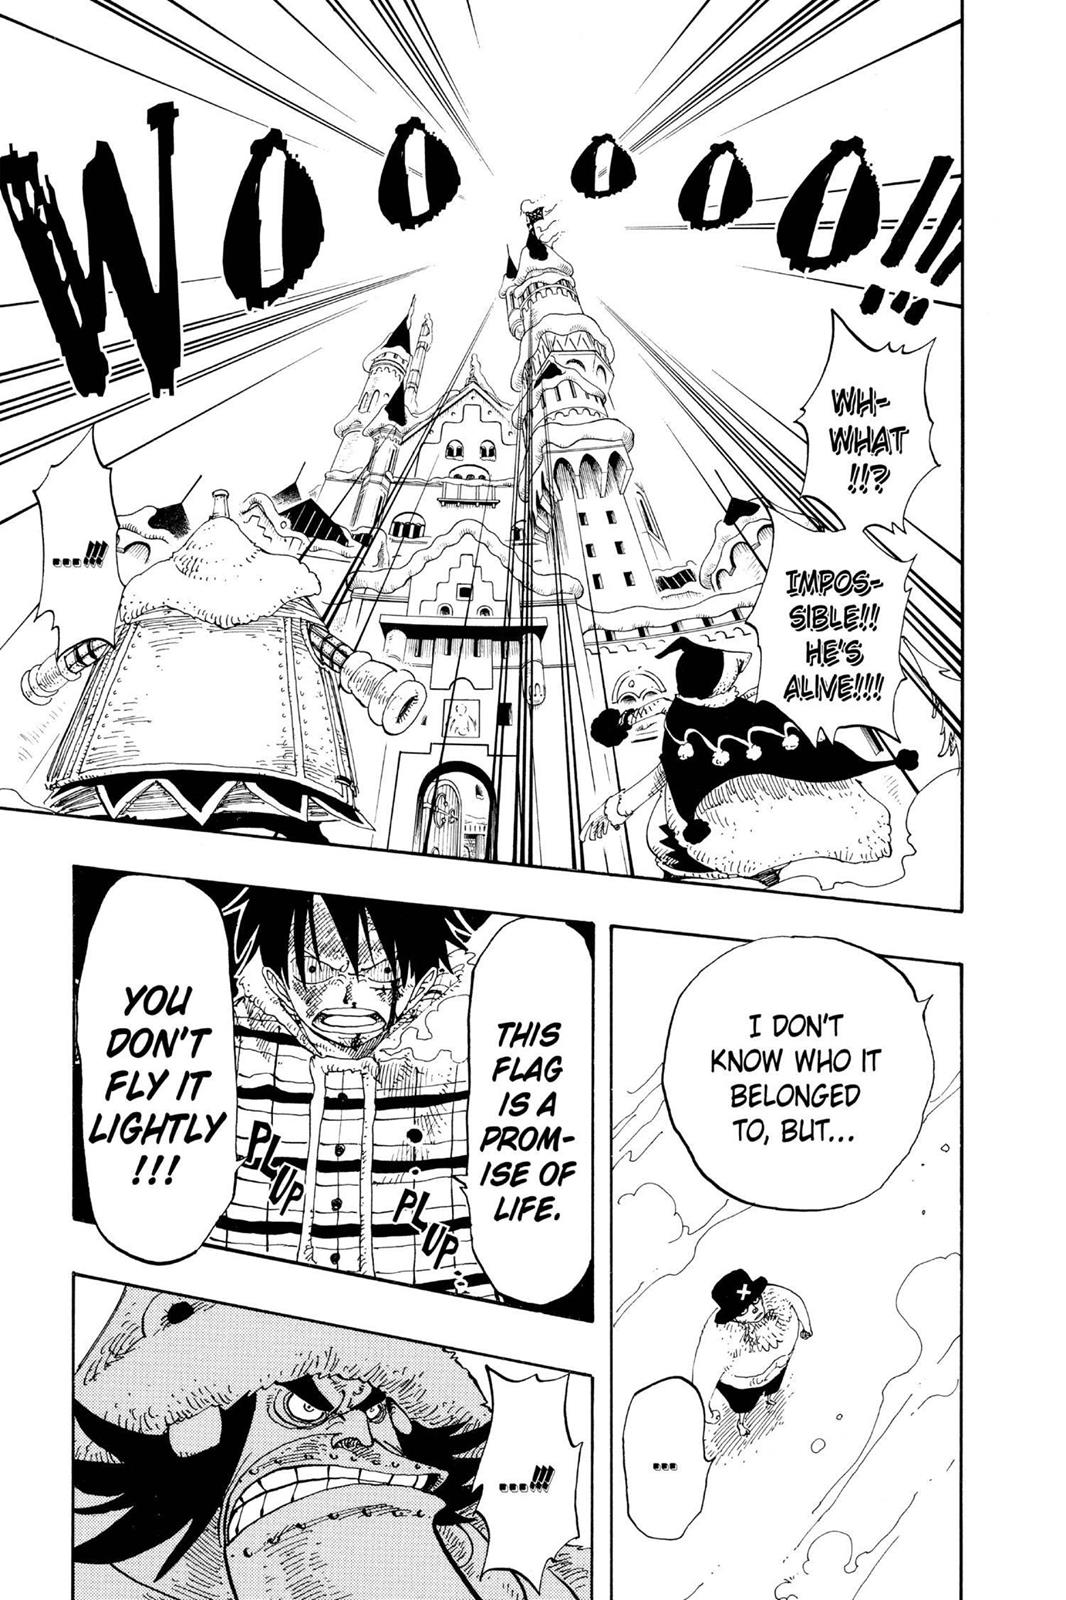 WOOOOOO!!!...
WH-
WHAT
!!?
IMPOS-
SIBLE!!!
HE'S
ALIVE!!!!
...!!!
I DON'T
KNOW WHO IT
BELONGED
TO, BUT...
...
THIS
FLAG
IS A
PROM-
ISE OF
LIFE.
YOU
DON'T
FLY IT
LIGHTLY
!!!
PLUP
PLUP
...!!!